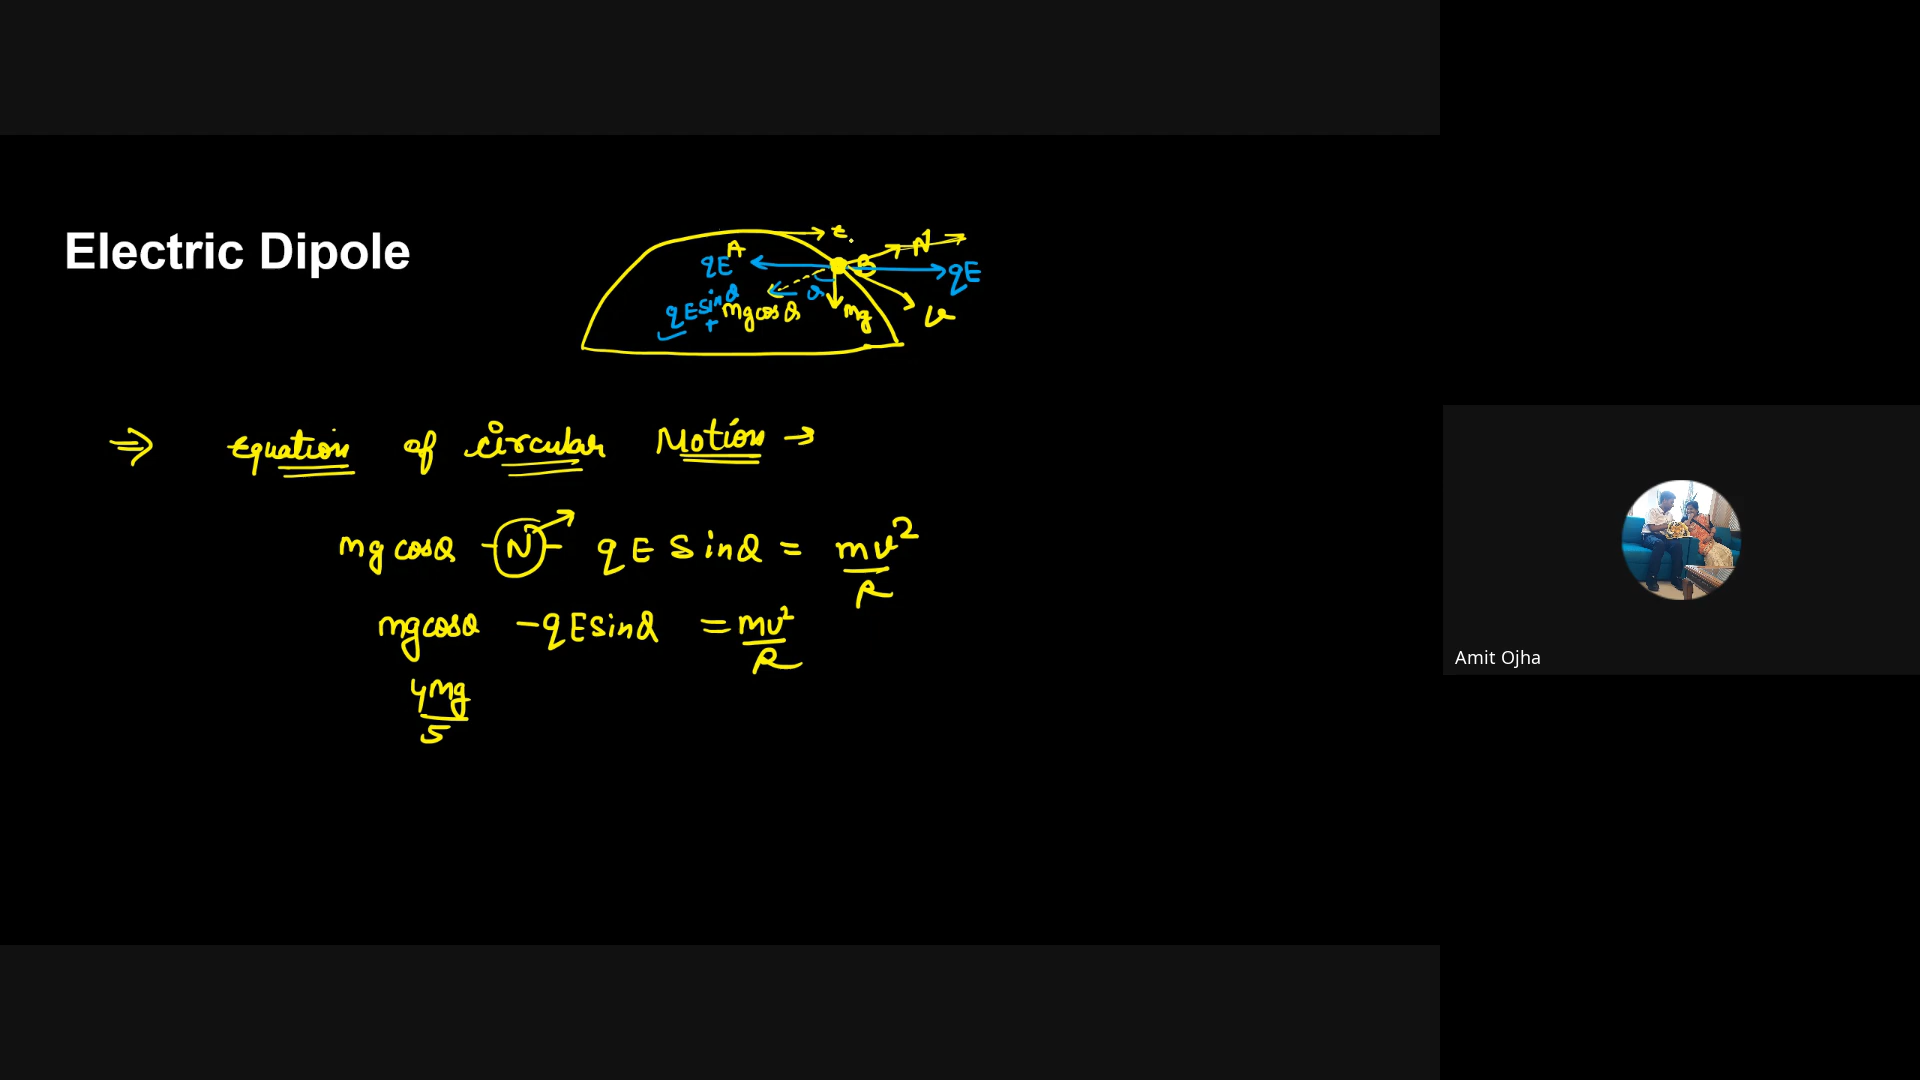 Electric Dipole
A
E
N
B
qE
qE
qEsinθ
+
mgcosθ
θ
mg
v
⇒ Equation of Circular Motion →
mg cosθ - N - qE Sinθ = mv²/R
mgcosθ - qEsinθ = mv²/R
4mg/5
Amit Ojha